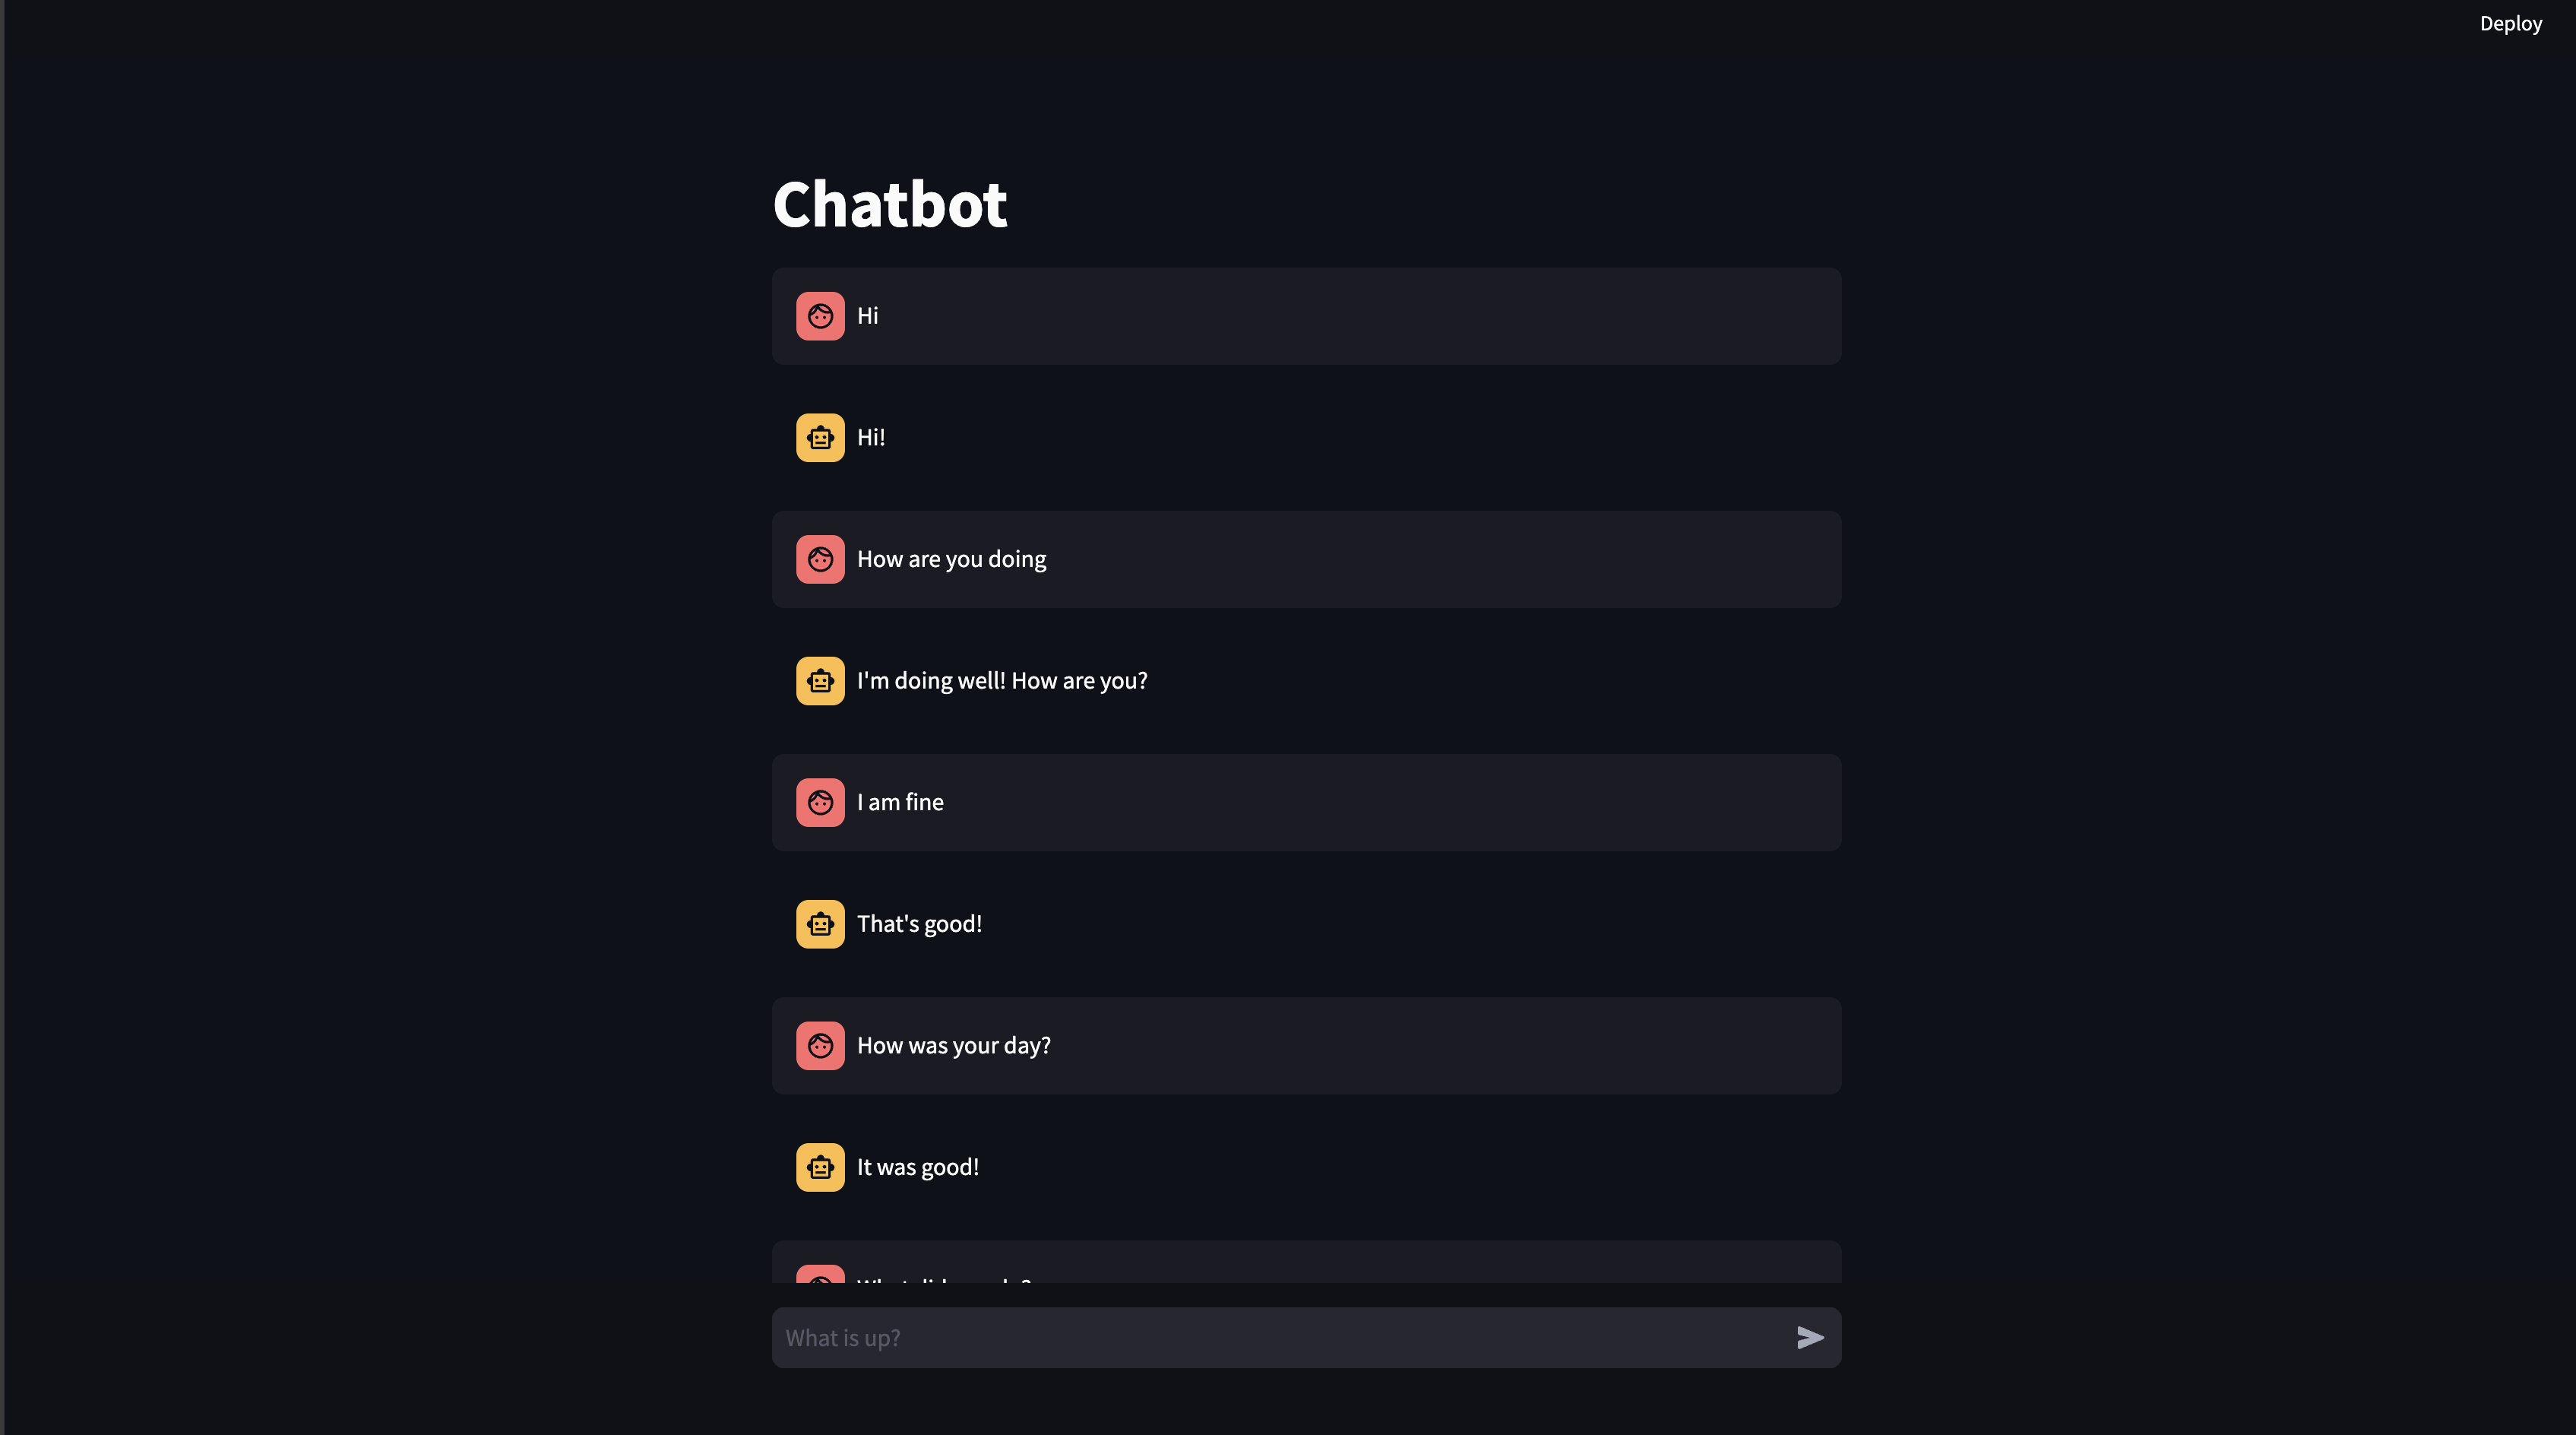 Deploy
Chatbot
Hi
Hi!
How are you doing
I'm doing well! How are you?
I am fine
That's good!
How was your day?
It was good!
What is up?